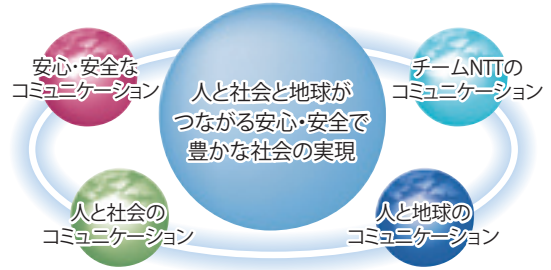 安心・安全な
コミュニケーション
人と社会と地球が
つながる安心・安全で
豊かな社会の実現
チームNTTの
コミュニケーション
人と社会の
コミュニケーション
人と地球の
コミュニケーション